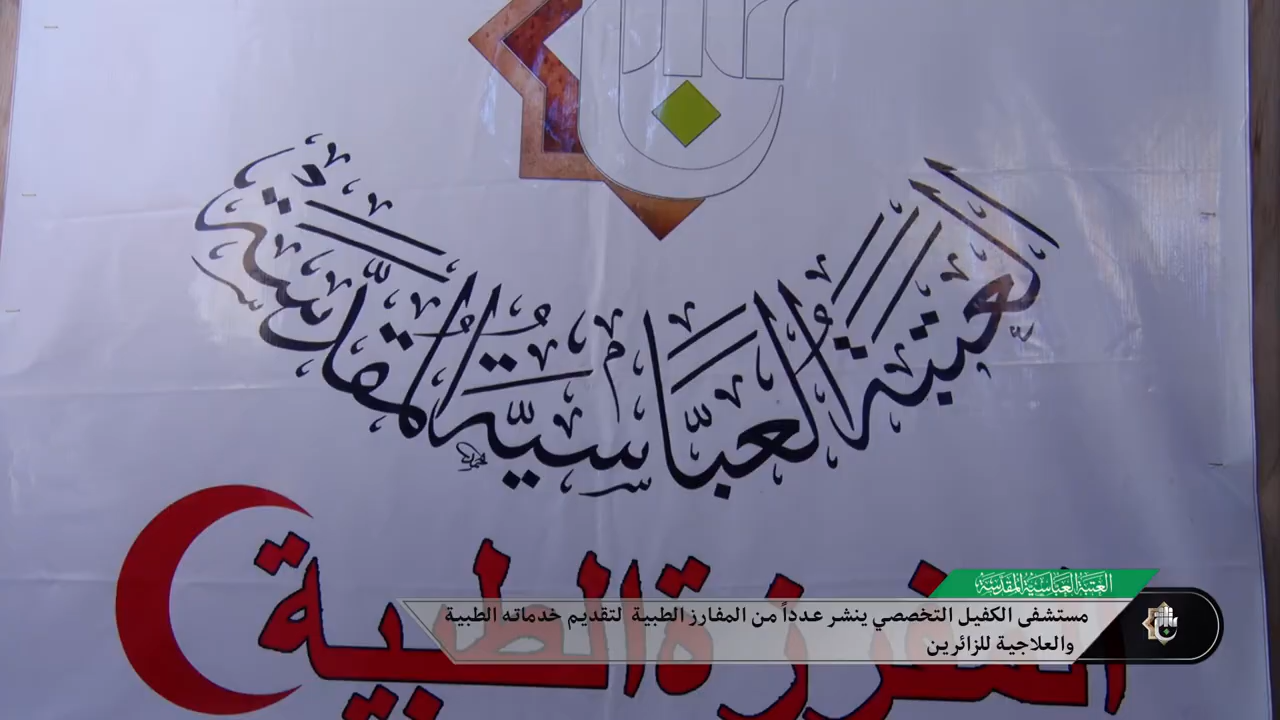 العتبة العباسية المقدسة
المفرزة الطبية
العتبة العباسية المقدسة
مستشفى الكفيل التخصصي ينشر عدداً من المفارز الطبية لتقديم خدماته الطبية
والعلاجية للزائرين